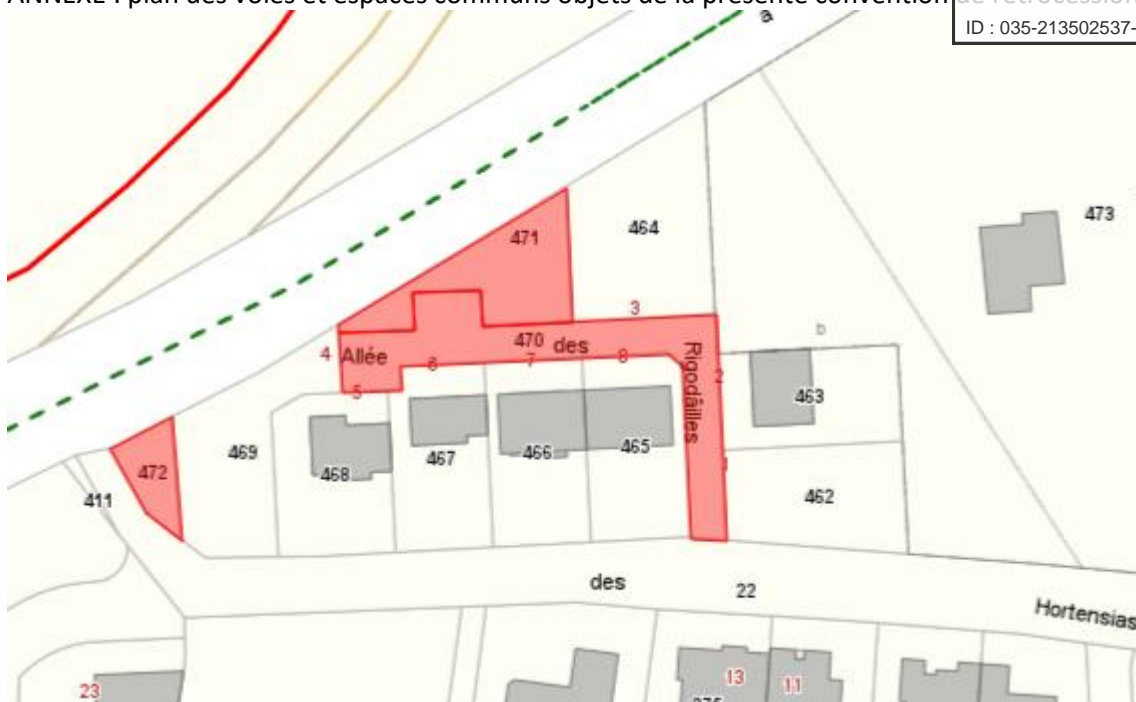 ANNEXE : plan des voies et espaces communs objets de la présente convention de rétrocession
ID : 035-213502537-
a
473
471
464
3
470
4
Allée
des
6
7
8
5
Rigodâilles
2
b
463
469
472
468
467
466
465
1
462
411
des
22
Hortensias
23
13
11